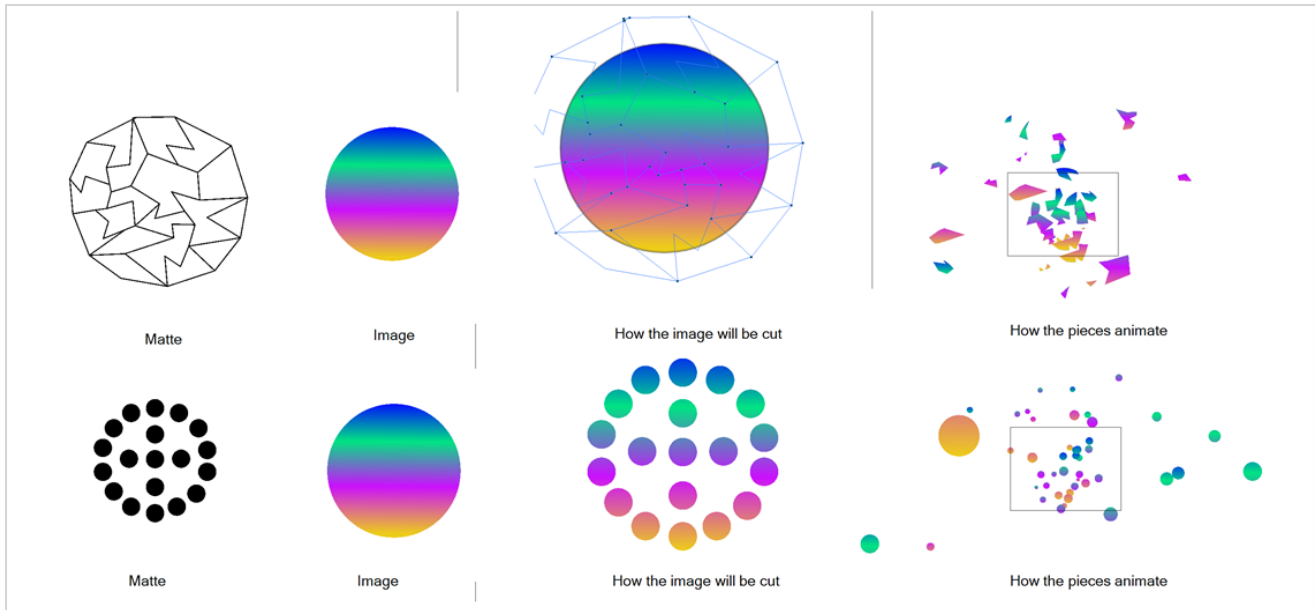 Matte
Image
How the image will be cut
How the pieces animate
Matte
Image
How the image will be cut
How the pieces animate